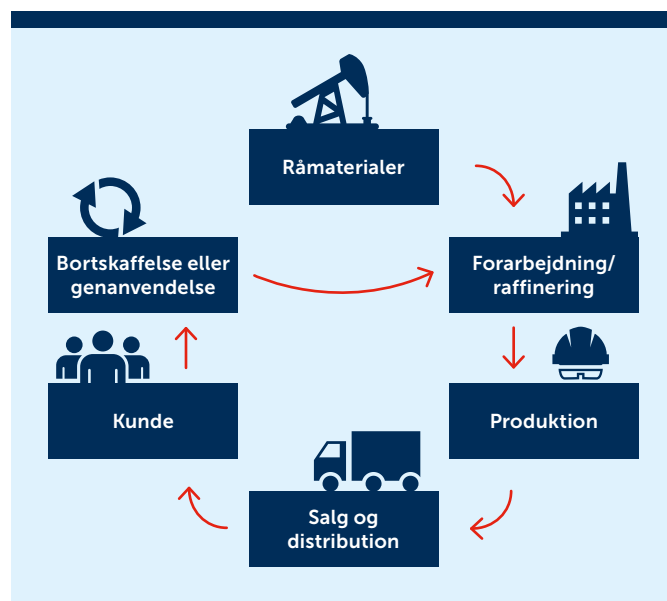 Råmaterialer
Forarbejdning/
raffinering
Produktion
Salg og
distribution
Kunde
Bortskaffelse eller
genanvendelse